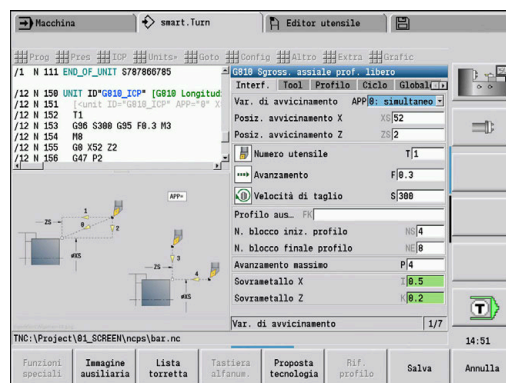 Macchina
smart.Turn
Editor utensile
Prog Pres ICP Units» Goto Config Altro Extra Grafic
/1 N 111 END_OF_UNIT S787866785
/12 N 150 UNIT ID"G810_ICP" [G810 Longitud
/12 N 151 [<unit ID="G810_ICP" APP="0" X
/12 N 152 T1
/12 N 153 G96 S300 G95 F0.3 M3
/12 N 154 M8
/12 N 155 G0 X52 Z2
/12 N 156 G47 P2
G810 Sgross. assiale prof. libero
Interf. Tool Profilo Ciclo Global
Var. di avvicinamento APP 0: simultaneo
Posiz. avvicinamento X XS 52
Posiz. avvicinamento Z ZS 2
Numero utensile T 1
Avanzamento F 0.3
Velocità di taglio S 300
Profilo aus… FK
N. blocco iniz. profilo NS 4
N. blocco finale profilo NE 8
Avanzamento massimo P 4
Sovrametallo X I 0.5
Sovrametallo Z K 0.2
Var. di avvicinamento 1/7
APP=
1
ZS
0
2
øXS
3
ZS
4
øXS
T
TNC:\Project\01_SCREEN\ncps\bar.nc
14:51
Funzioni speciali
Immagine ausiliaria
Lista torretta
Tastiera alfanum.
Proposta tecnologia
Rif. profilo
Salva
Annulla